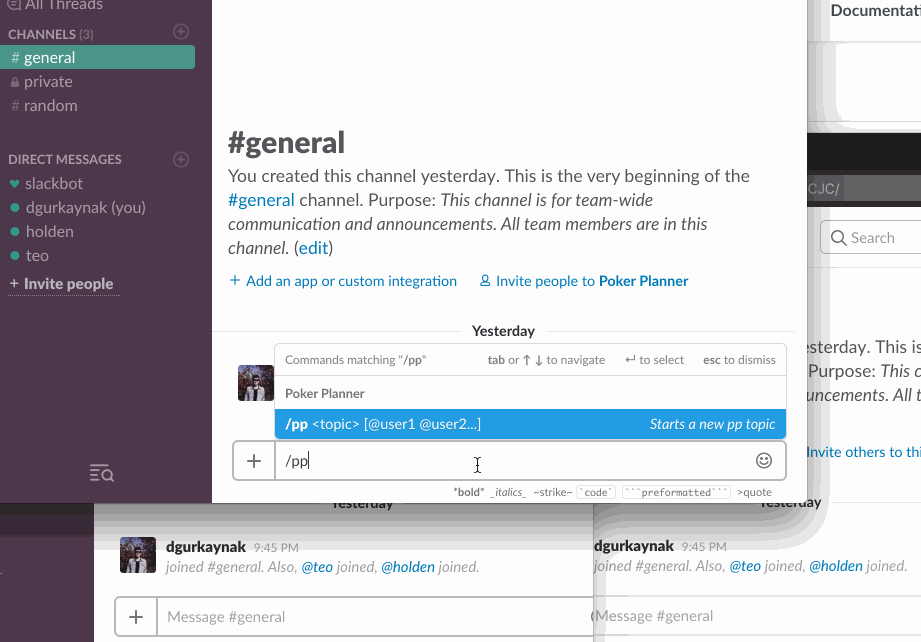 All Threads
CHANNELS (3)
# general
private
# random
DIRECT MESSAGES
slackbot
dgurkaynak (you)
holden
teo
+ Invite people
#general
You created this channel yesterday. This is the very beginning of the
#general channel. Purpose: This channel is for team-wide
communication and announcements. All team members are in this
channel. (edit)
+ Add an app or custom integration
Invite people to Poker Planner
Yesterday
Commands matching "/pp"
tab or ↑ ↓ to navigate
↵ to select
esc to dismiss
Poker Planner
/pp <topic> [@user1 @user2...]
Starts a new pp topic
+ /pp
*bold* _italics_ ~strike~ `code` ```preformatted``` >quote
Documentati
CJC/
Search
esterday. This is
Purpose: This c
uncements. All t
Invite others to thi
Yesterday
dgurkaynak 9:45 PM
joined #general. Also, @teo joined, @holden joined.
+ Message #general
Yesterday
dgurkaynak 9:45 PM
joined #general. Also, @teo joined, @holden joined.
Message #general